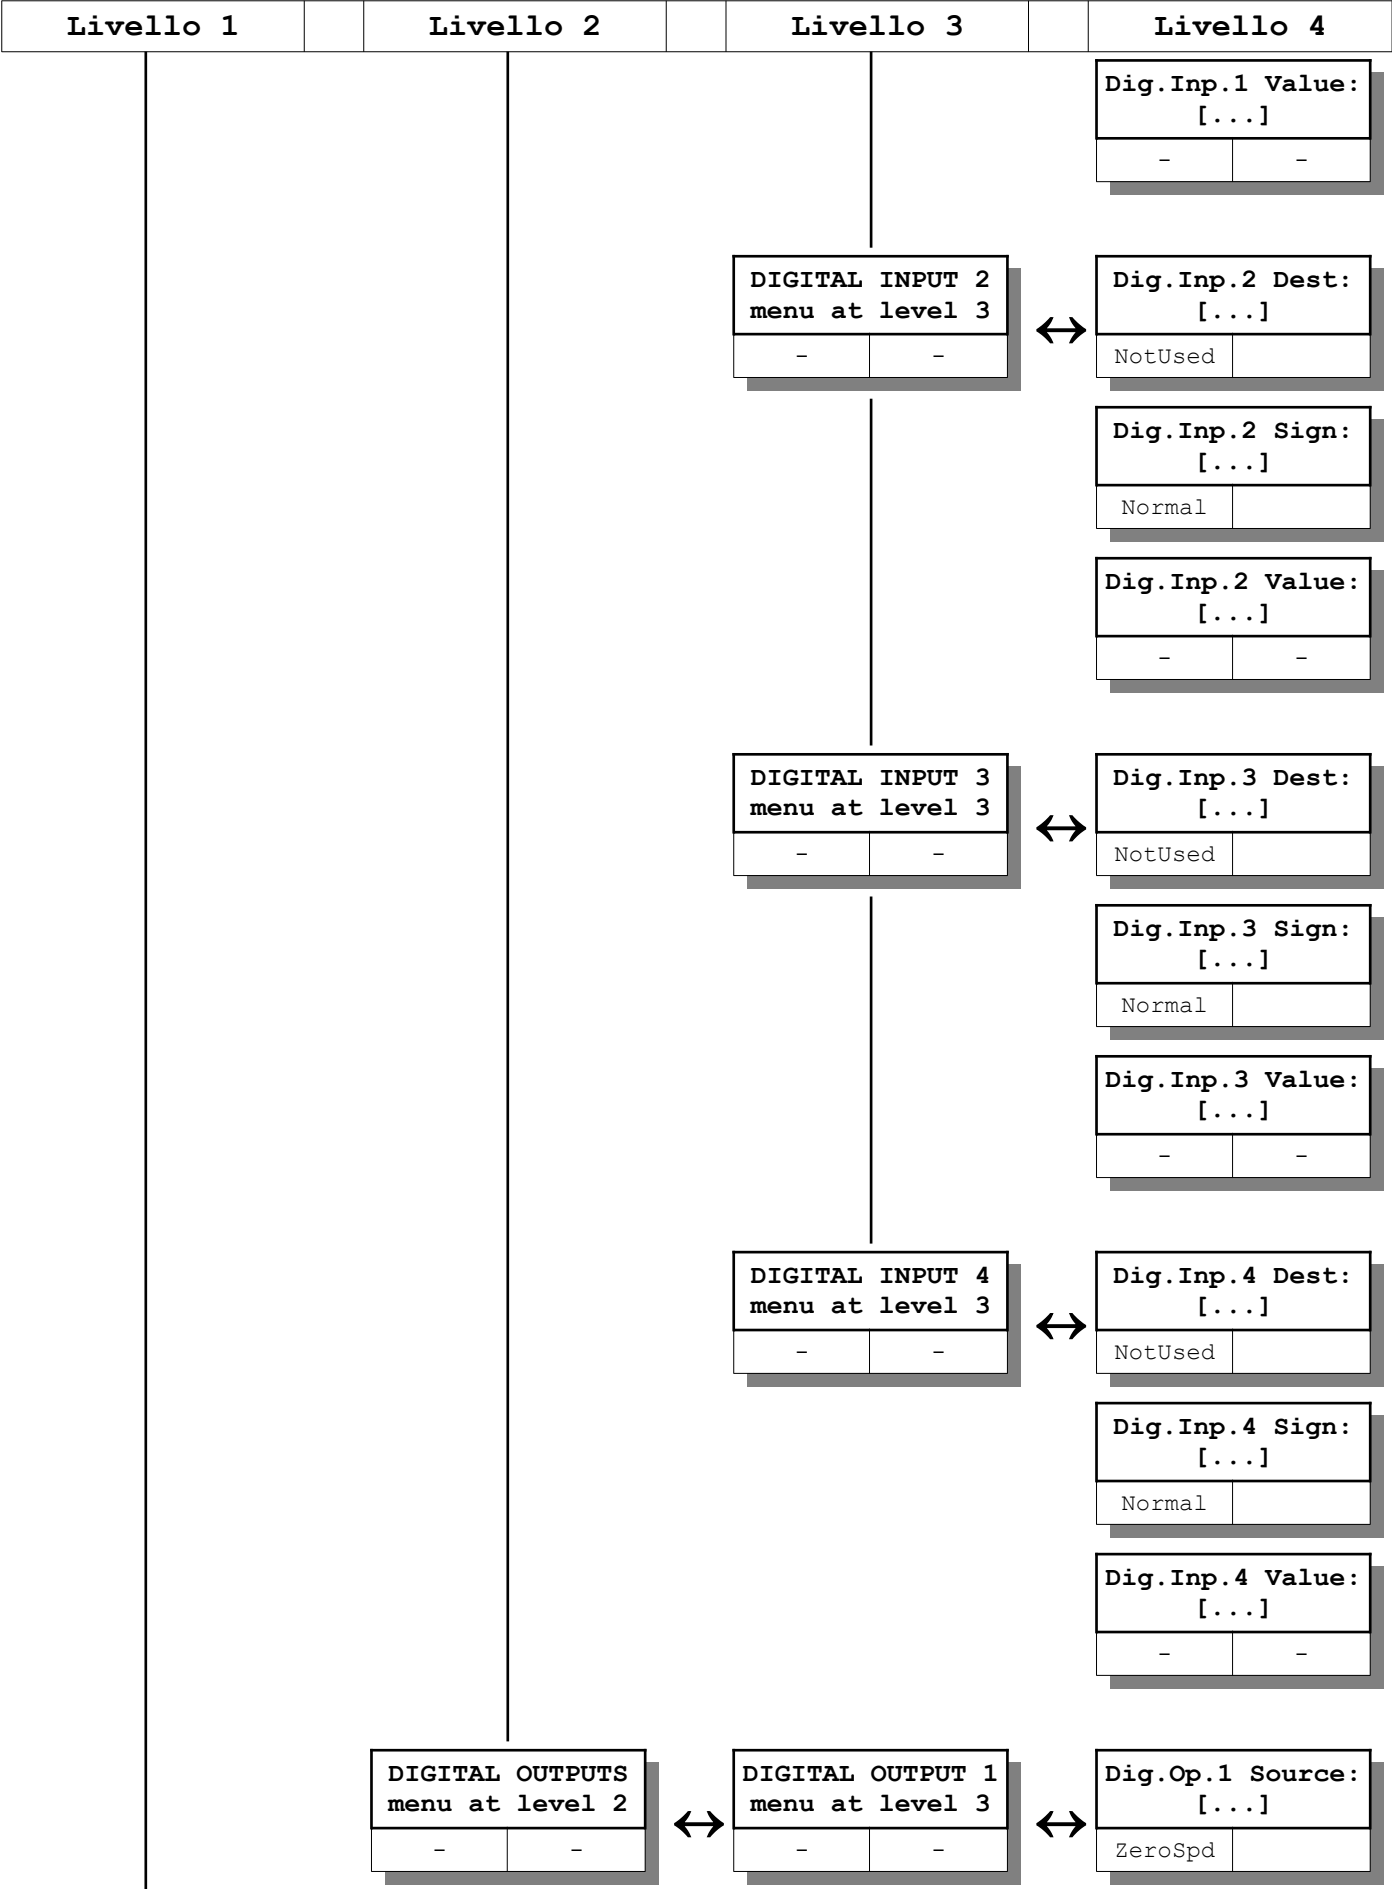 Livello 1 Livello 2 Livello 3 Livello 4
Dig.Inp.1 Value:
[...]
- -
DIGITAL INPUT 2
menu at level 3
- -
↔
Dig.Inp.2 Dest:
[...]
NotUsed
Dig.Inp.2 Sign:
[...]
Normal
Dig.Inp.2 Value:
[...]
- -
DIGITAL INPUT 3
menu at level 3
- -
↔
Dig.Inp.3 Dest:
[...]
NotUsed
Dig.Inp.3 Sign:
[...]
Normal
Dig.Inp.3 Value:
[...]
- -
DIGITAL INPUT 4
menu at level 3
- -
↔
Dig.Inp.4 Dest:
[...]
NotUsed
Dig.Inp.4 Sign:
[...]
Normal
Dig.Inp.4 Value:
[...]
- -
DIGITAL OUTPUTS
menu at level 2
- -
↔
DIGITAL OUTPUT 1
menu at level 3
- -
↔
Dig.Op.1 Source:
[...]
ZeroSpd